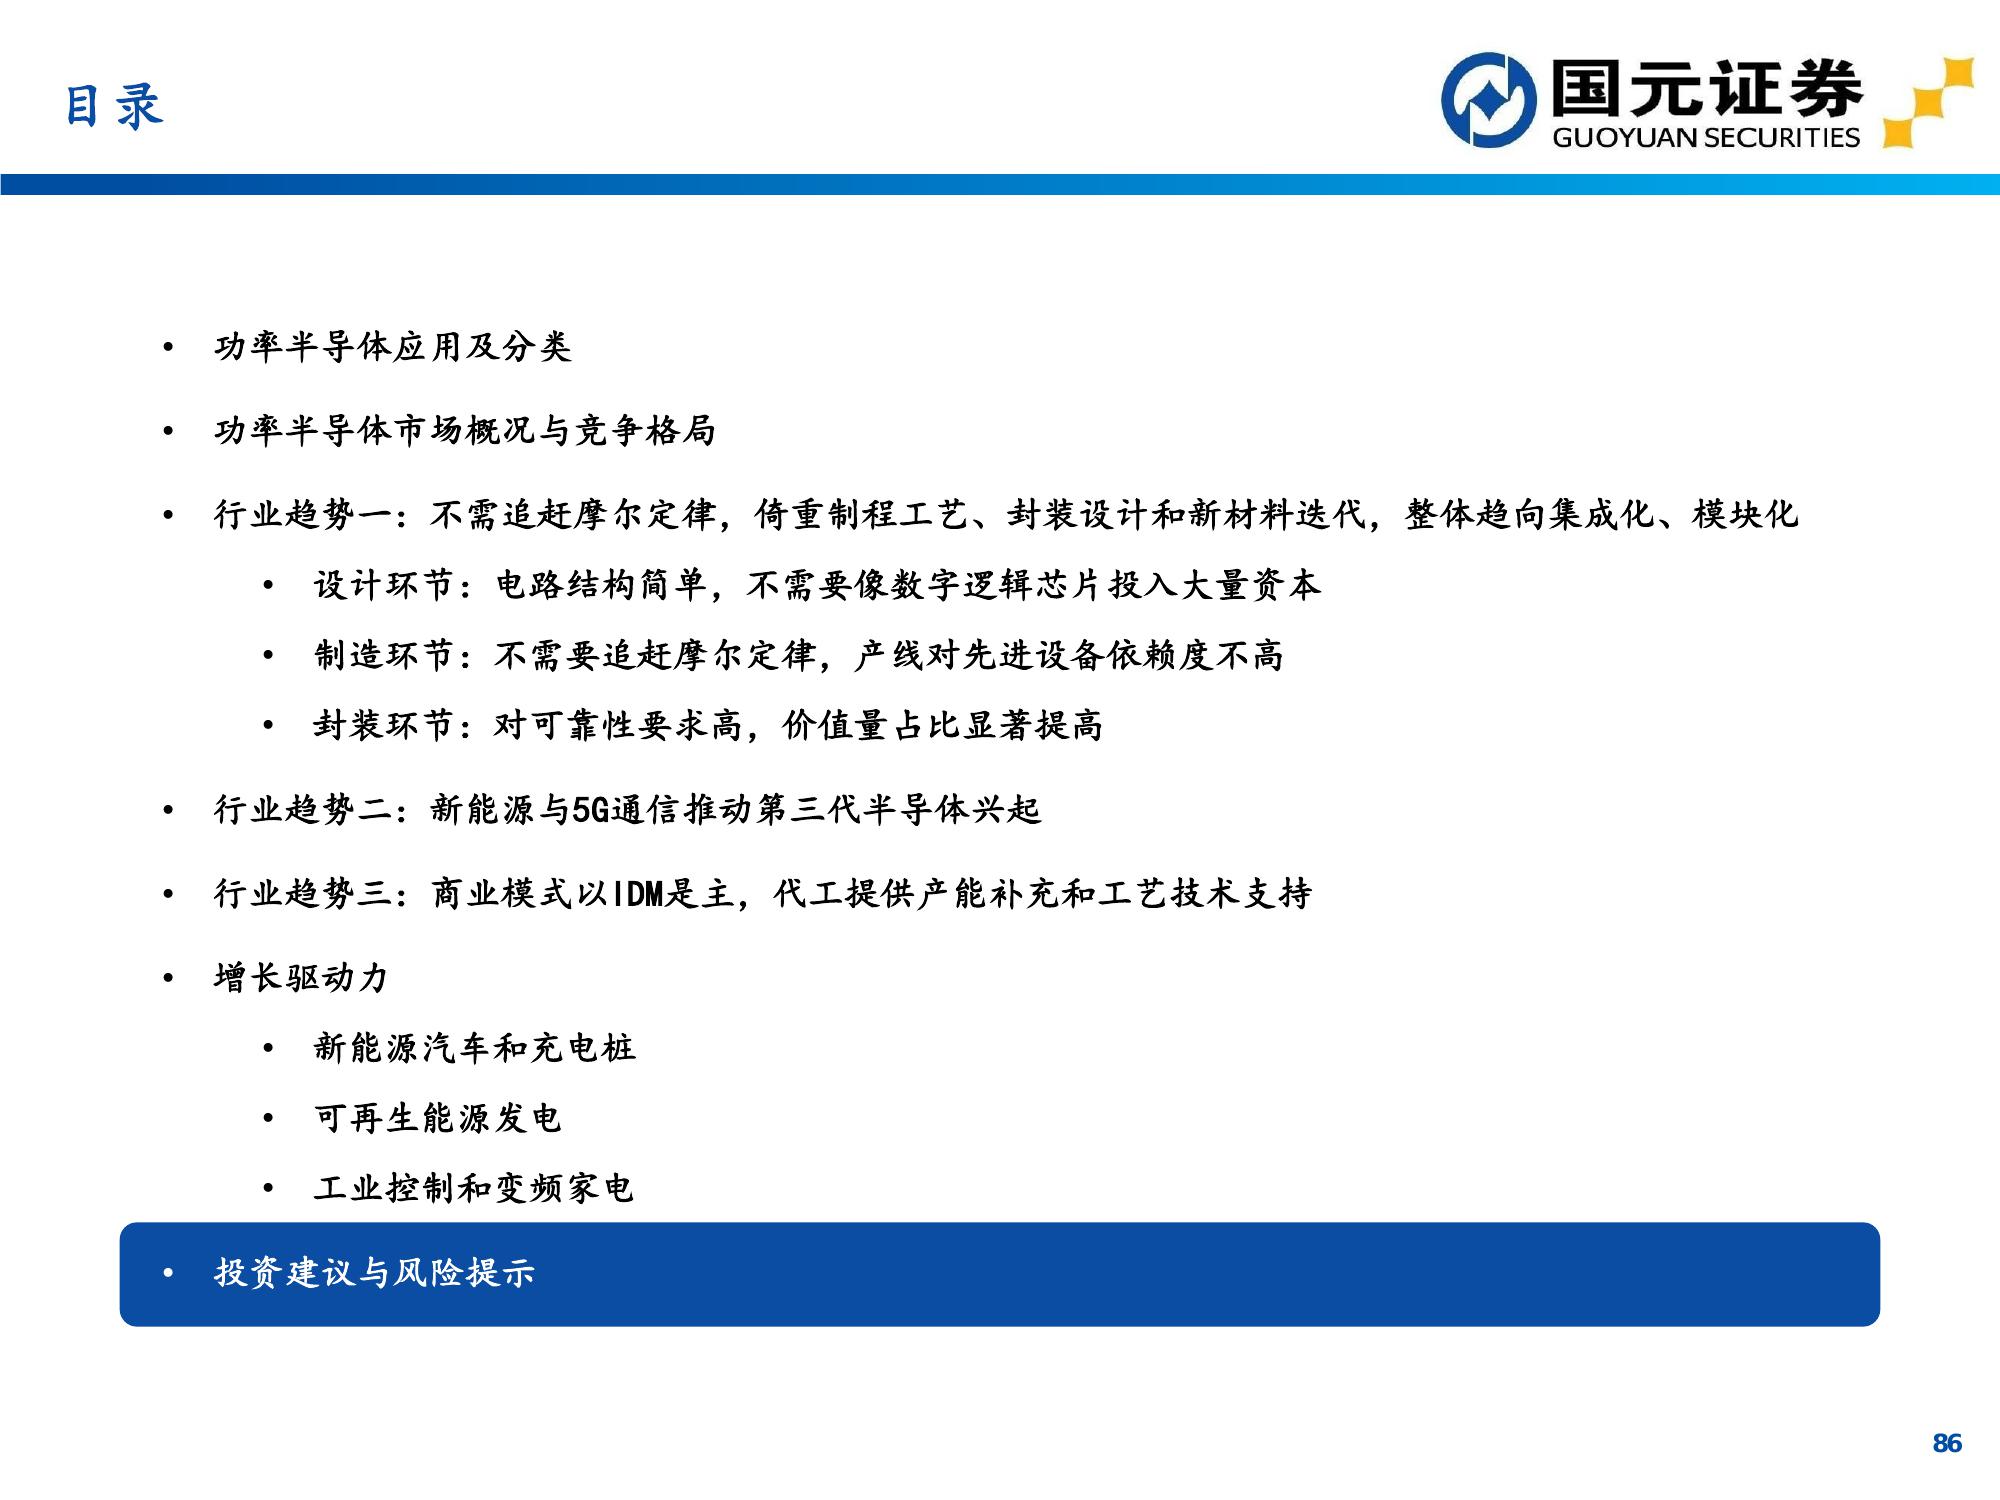 目录
国元证券
GUOYUAN SECURITIES
• 功率半导体应用及分类
• 功率半导体市场概况与竞争格局
• 行业趋势一：不需追赶摩尔定律，倚重制程工艺、封装设计和新材料迭代，整体趋向集成化、模块化
• 设计环节：电路结构简单，不需要像数字逻辑芯片投入大量资本
• 制造环节：不需要追赶摩尔定律，产线对先进设备依赖度不高
• 封装环节：对可靠性要求高，价值量占比显著提高
• 行业趋势二：新能源与5G通信推动第三代半导体兴起
• 行业趋势三：商业模式以IDM是主，代工提供产能补充和工艺技术支持
• 增长驱动力
• 新能源汽车和充电桩
• 可再生能源发电
• 工业控制和变频家电
• 投资建议与风险提示
86